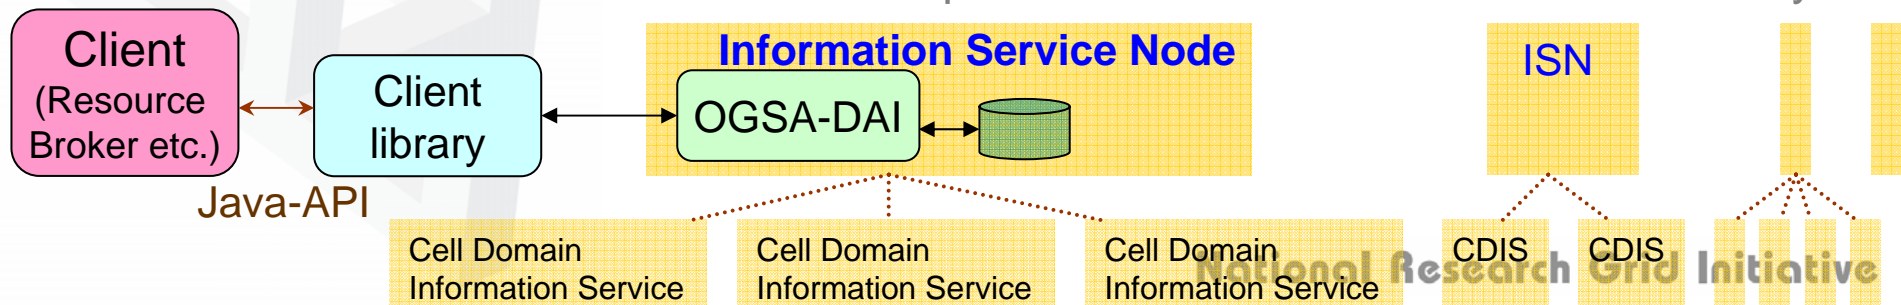 Client
(Resource
Broker etc.)
Client
library
Java-API
Information Service Node
OGSA-DAI
ISN
Cell Domain
Information Service
Cell Domain
Information Service
Cell Domain
Information Service
CDIS
CDIS
National Research Grid Initiative